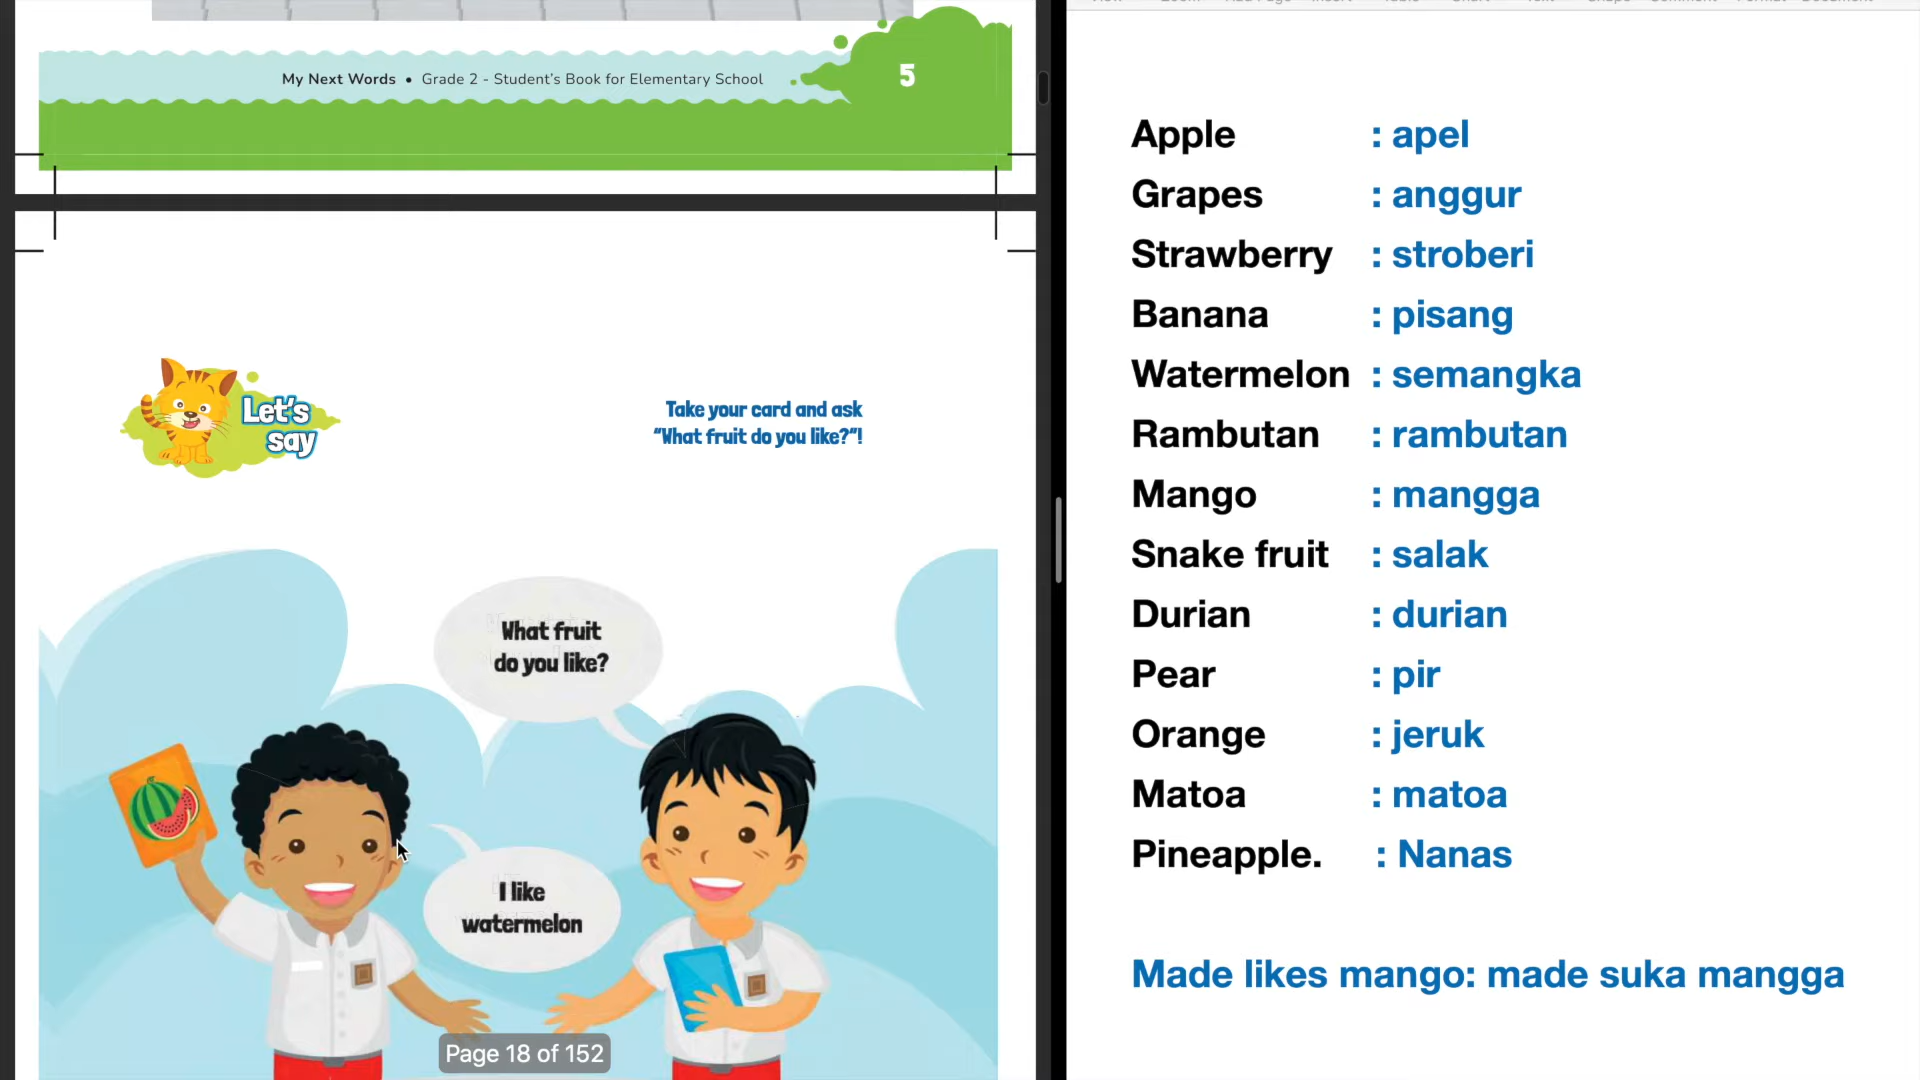 My Next Words • Grade 2 - Student's Book for Elementary School
5
Let's
say
Take your card and ask
"What fruit do you like?"!
What fruit
do you like?
I like
watermelon
Page 18 of 152
Apple : apel
Grapes : anggur
Strawberry : stroberi
Banana : pisang
Watermelon : semangka
Rambutan : rambutan
Mango : mangga
Snake fruit : salak
Durian : durian
Pear : pir
Orange : jeruk
Matoa : matoa
Pineapple. : Nanas
Made likes mango: made suka mangga